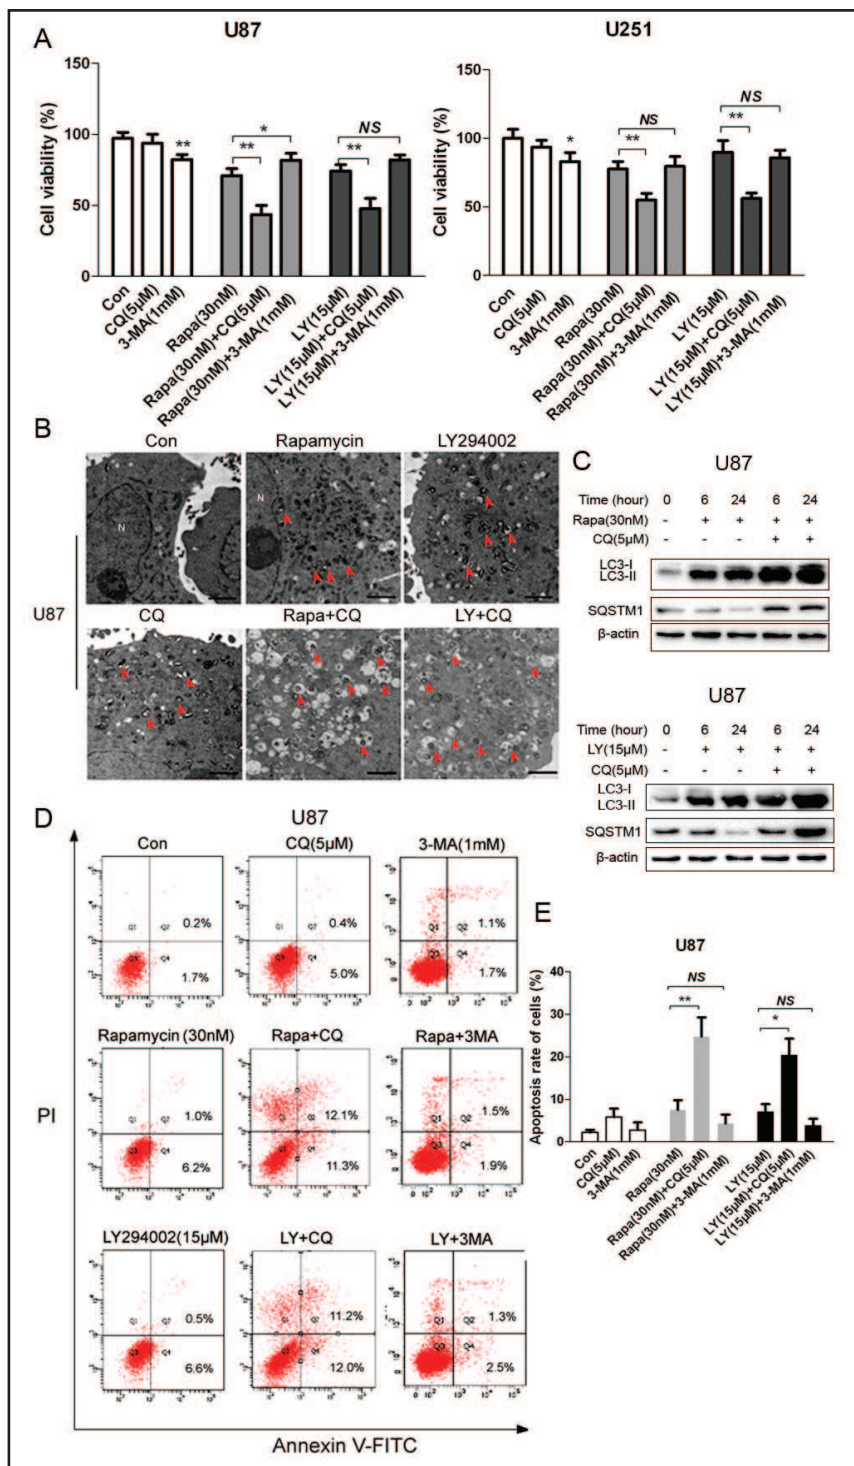 A
U87
U251
Cell viability (%)
150
100
50
0
**
*
**
NS
**
Con
CQ(5μM)
3-MA(1mM)
Rapa(30nM)
Rapa(30nM)+CQ(5μM)
Rapa(30nM)+3-MA(1mM)
LY(15μM)
LY(15μM)+CQ(5μM)
LY(15μM)+3-MA(1mM)
Cell viability (%)
150
100
50
0
*
NS
**
NS
**
Con
CQ(5μM)
3-MA(1mM)
Rapa(30nM)
Rapa(30nM)+CQ(5μM)
Rapa(30nM)+3-MA(1mM)
LY(15μM)
LY(15μM)+CQ(5μM)
LY(15μM)+3-MA(1mM)
B
Con Rapamycin LY294002
N N
U87
CQ Rapa+CQ LY+CQ
C
U87
Time (hour) 0 6 24 6 24
Rapa(30nM) - + + + +
CQ(5μM) - - - + +
LC3-I
LC3-II
SQSTM1
β-actin
U87
Time (hour) 0 6 24 6 24
LY(15μM) - + + + +
CQ(5μM) - - - + +
LC3-I
LC3-II
SQSTM1
β-actin
D
U87
Con CQ(5μM) 3-MA(1mM)
0.2% 0.4% 1.1%
1.7% 5.0% 1.7%
Rapamycin (30nM) Rapa+CQ Rapa+3MA
1.0% 12.1% 1.5%
6.2% 11.3% 1.9%
LY294002(15μM) LY+CQ LY+3MA
0.5% 11.2% 1.3%
6.6% 12.0% 2.5%
PI
Annexin V-FITC
E
U87
Apoptosis rate of cells (%)
40
30
20
10
0
NS
**
NS
*
Con
CQ(5μM)
3-MA(1mM)
Rapa(30nM)
Rapa(30nM)+CQ(5μM)
Rapa(30nM)+3-MA(1mM)
LY(15μM)
LY(15μM)+CQ(5μM)
LY(15μM)+3-MA(1mM)